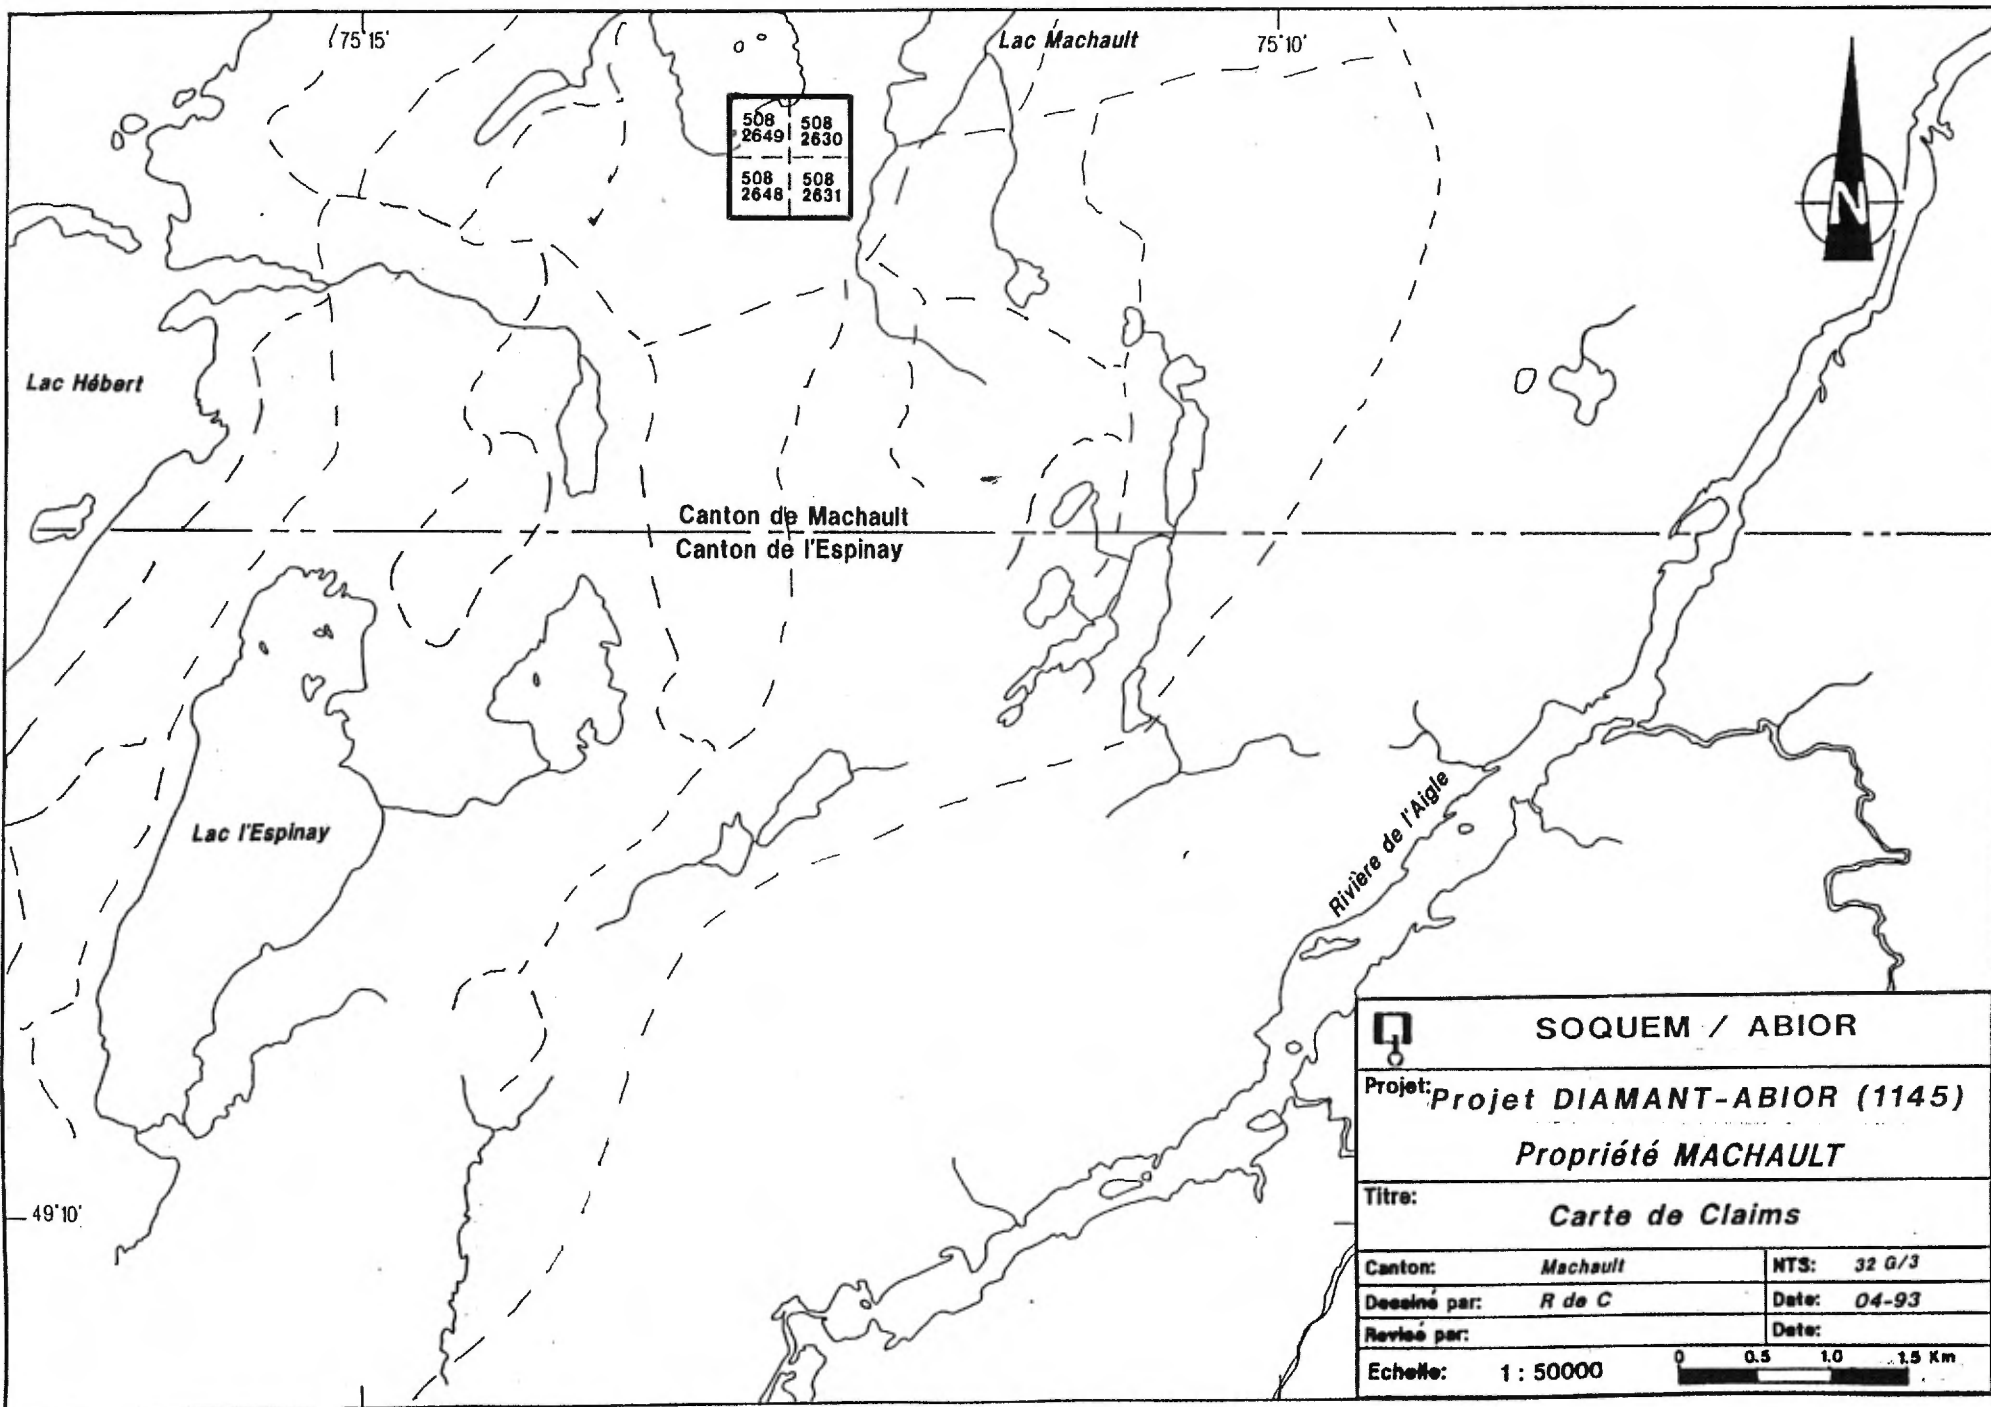 75°15'
Lac Machault
75°10'
508
2649
508
2630
508
2648
508
2631
N
Lac Hébert
Canton de Machault
Canton de l'Espinay
Lac l'Espinay
Rivière de l'Aigle
49°10'
SOQUEM / ABIOR
Projet: Projet DIAMANT-ABIOR (1145)
Propriété MACHAULT
Titre:
Carte de Claims
Canton: Machault NTS: 32 G/3
Dessiné par: R de C Date: 04-93
Revisé par: Date:
Echelle: 1 : 50000 0 0.5 1.0 1.5 Km